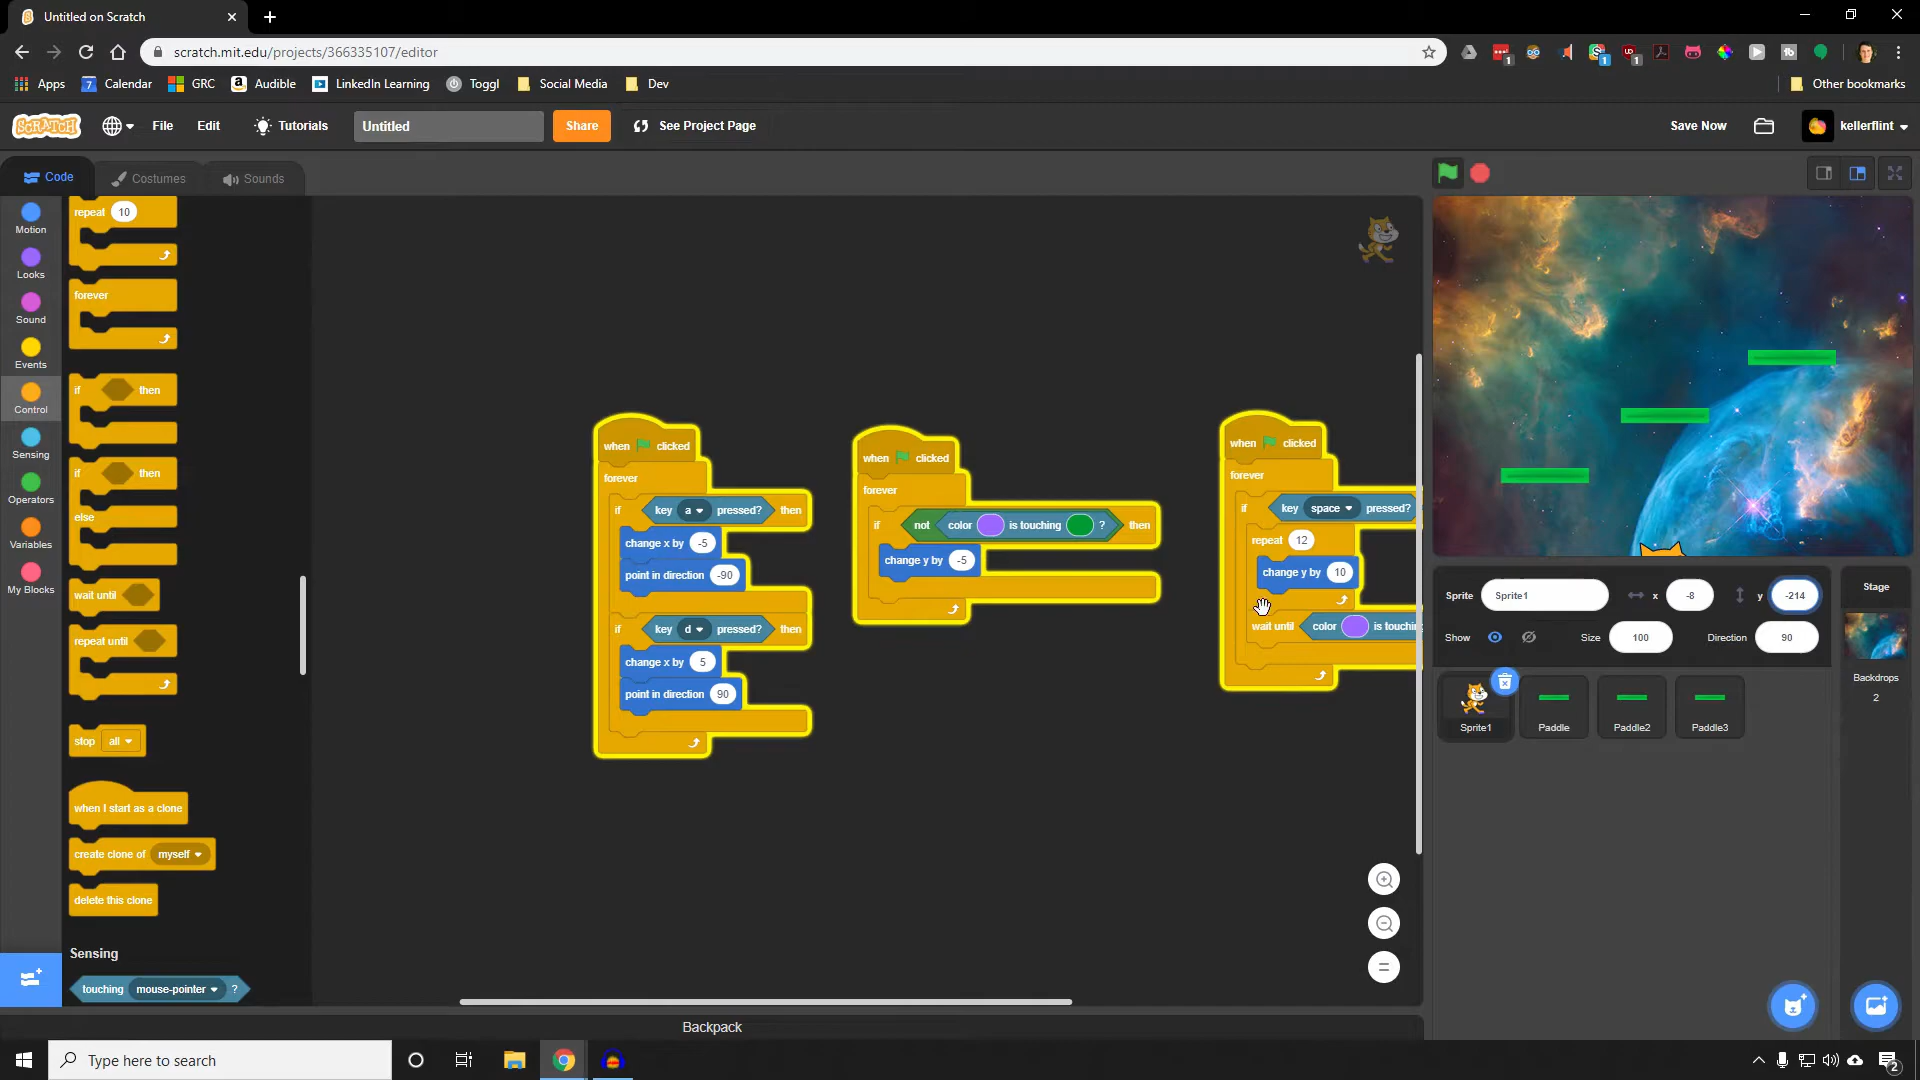 Untitled on Scratch
scratch.mit.edu/projects/366335107/editor
Apps
7 Calendar
GRC
Audible
LinkedIn Learning
Toggl
Social Media
Dev
Other bookmarks
SCRATCH
File
Edit
Tutorials
Untitled
Share
See Project Page
Save Now
kellerflint
Code
Costumes
Sounds
Motion
Looks
Sound
Events
Control
Sensing
Operators
Variables
My Blocks
repeat 10
forever
if then
if then
else
wait until
repeat until
stop all
when I start as a clone
create clone of myself
delete this clone
Sensing
touching mouse-pointer ?
when clicked
forever
if key a pressed? then
change x by -5
point in direction -90
if key d pressed? then
change x by 5
point in direction 90
when clicked
forever
if not color is touching ? then
change y by -5
when clicked
forever
if key space pressed?
repeat 12
change y by 10
wait until color is touchin
Sprite Sprite1 x -8 y -214
Show Size 100 Direction 90
Sprite1
Paddle
Paddle2
Paddle3
Stage
Backdrops
2
Backpack
Type here to search
2